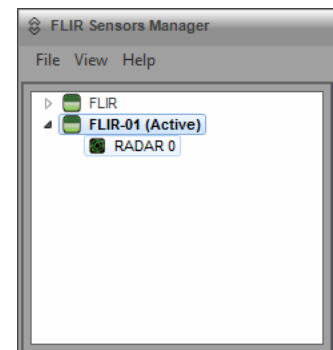 FLIR Sensors Manager
File View Help
FLIR
FLIR-01 (Active)
RADAR 0